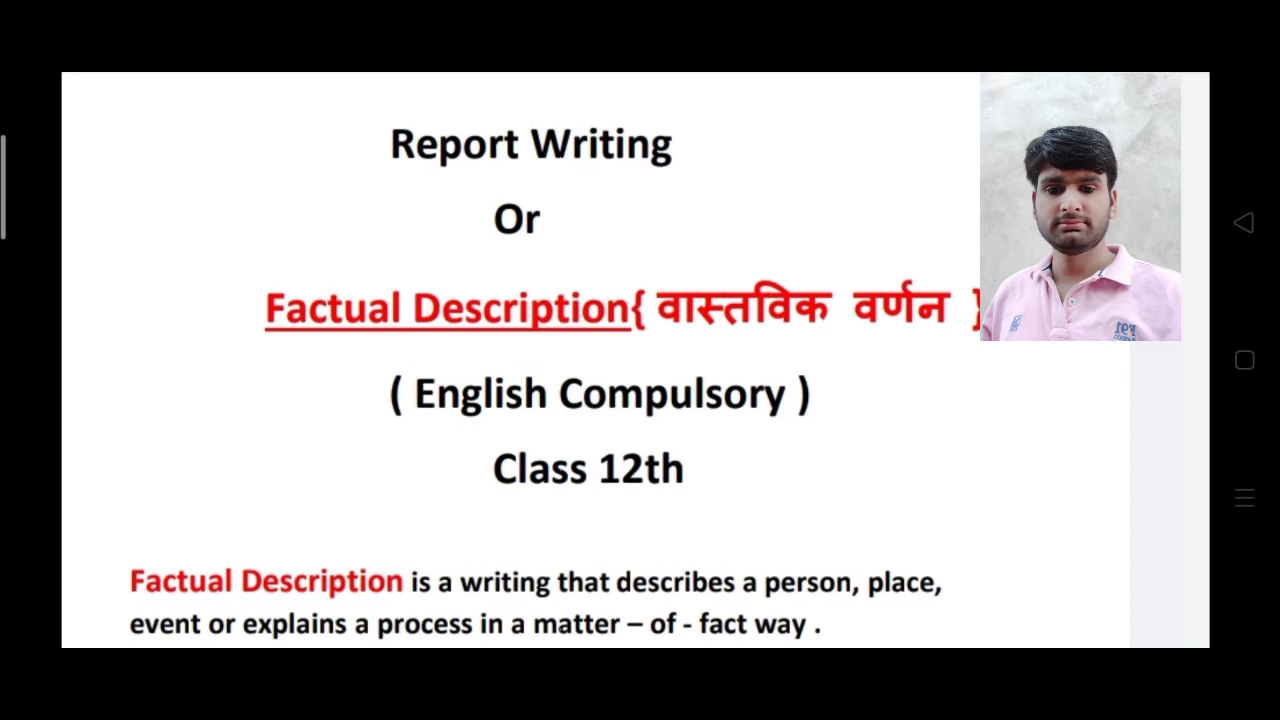 Report Writing
Or
Factual Description{ वास्तविक वर्णन }
( English Compulsory )
Class 12th
Factual Description is a writing that describes a person, place,
event or explains a process in a matter – of - fact way .